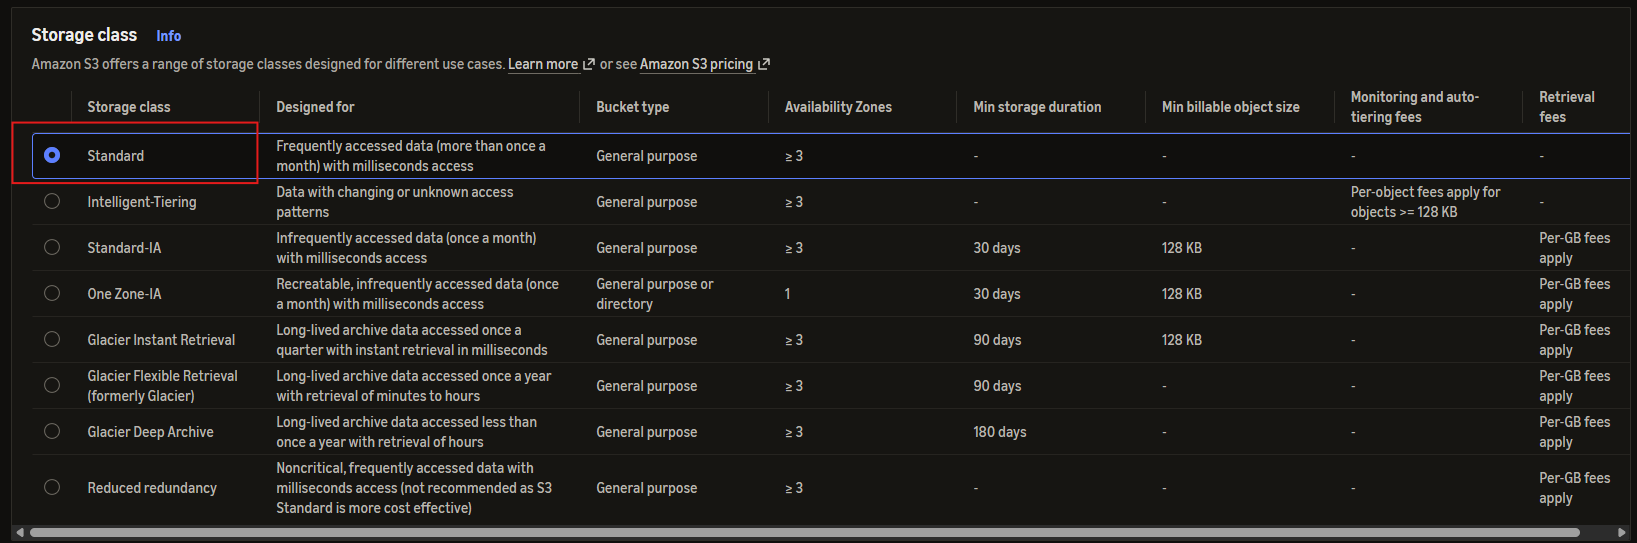 Storage class Info
Amazon S3 offers a range of storage classes designed for different use cases. Learn more or see Amazon S3 pricing
Storage class Designed for Bucket type Availability Zones Min storage duration Min billable object size Monitoring and auto-tiering fees Retrieval fees
Standard Frequently accessed data (more than once a month) with milliseconds access General purpose ≥ 3 - - - -
Intelligent-Tiering Data with changing or unknown access patterns General purpose ≥ 3 - - Per-object fees apply for objects >= 128 KB -
Standard-IA Infrequently accessed data (once a month) with milliseconds access General purpose ≥ 3 30 days 128 KB - Per-GB fees apply
One Zone-IA Recreatable, infrequently accessed data (once a month) with milliseconds access General purpose or directory 1 30 days 128 KB - Per-GB fees apply
Glacier Instant Retrieval Long-lived archive data accessed once a quarter with instant retrieval in milliseconds General purpose ≥ 3 90 days 128 KB - Per-GB fees apply
Glacier Flexible Retrieval (formerly Glacier) Long-lived archive data accessed once a year with retrieval of minutes to hours General purpose ≥ 3 90 days - - Per-GB fees apply
Glacier Deep Archive Long-lived archive data accessed less than once a year with retrieval of hours General purpose ≥ 3 180 days - - Per-GB fees apply
Reduced redundancy Noncritical, frequently accessed data with milliseconds access (not recommended as S3 Standard is more cost effective) General purpose ≥ 3 - - - Per-GB fees apply